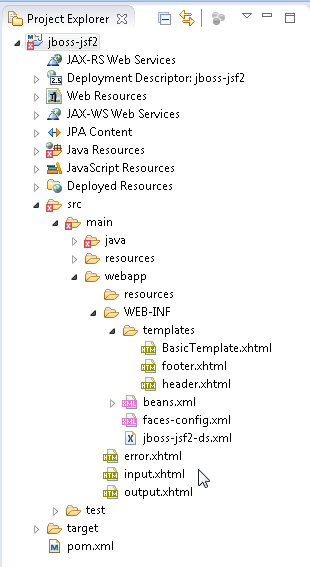 Project Explorer
jboss-jsf2
JAX-RS Web Services
Deployment Descriptor: jboss-jsf2
Web Resources
JAX-WS Web Services
JPA Content
Java Resources
JavaScript Resources
Deployed Resources
src
main
java
resources
webapp
resources
WEB-INF
templates
BasicTemplate.xhtml
footer.xhtml
header.xhtml
beans.xml
faces-config.xml
jboss-jsf2-ds.xml
error.xhtml
input.xhtml
output.xhtml
test
target
pom.xml